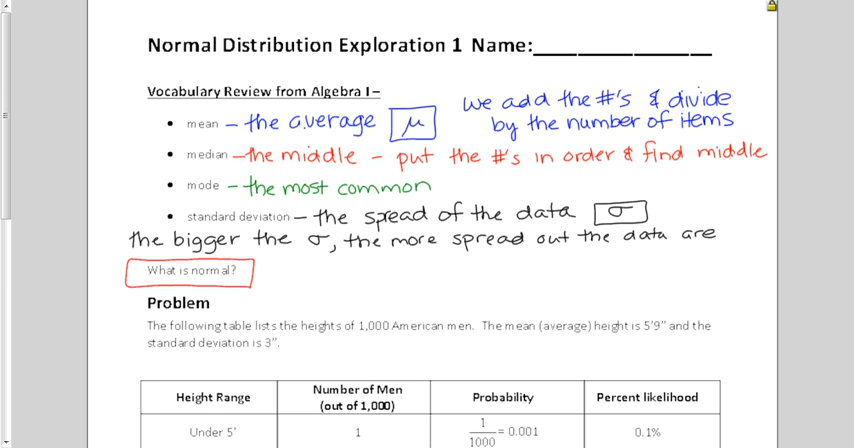 Normal Distribution Exploration 1 Name:____________________
Vocabulary Review from Algebra I–
• mean – the average μ we add the #'s & divide
by the number of items
• median – the middle – put the #'s in order & find middle
• mode – the most common
• standard deviation – the spread of the data σ
the bigger the σ, the more spread out the data are
What is normal?
Problem
The following table lists the heights of 1,000 American men. The mean (average) height is 5'9" and the
standard deviation is 3".
Height Range Number of Men Probability Percent likelihood
(out of 1,000)
Under 5' 1 1/1000 = 0.001 0.1%